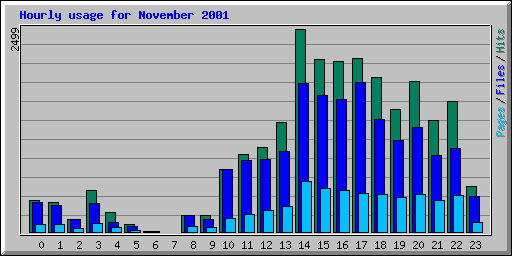 Hourly usage for November 2001
2499
Pages/Files/Hits
0 1 2 3 4 5 6 7 8 9 10 11 12 13 14 15 16 17 18 19 20 21 22 23